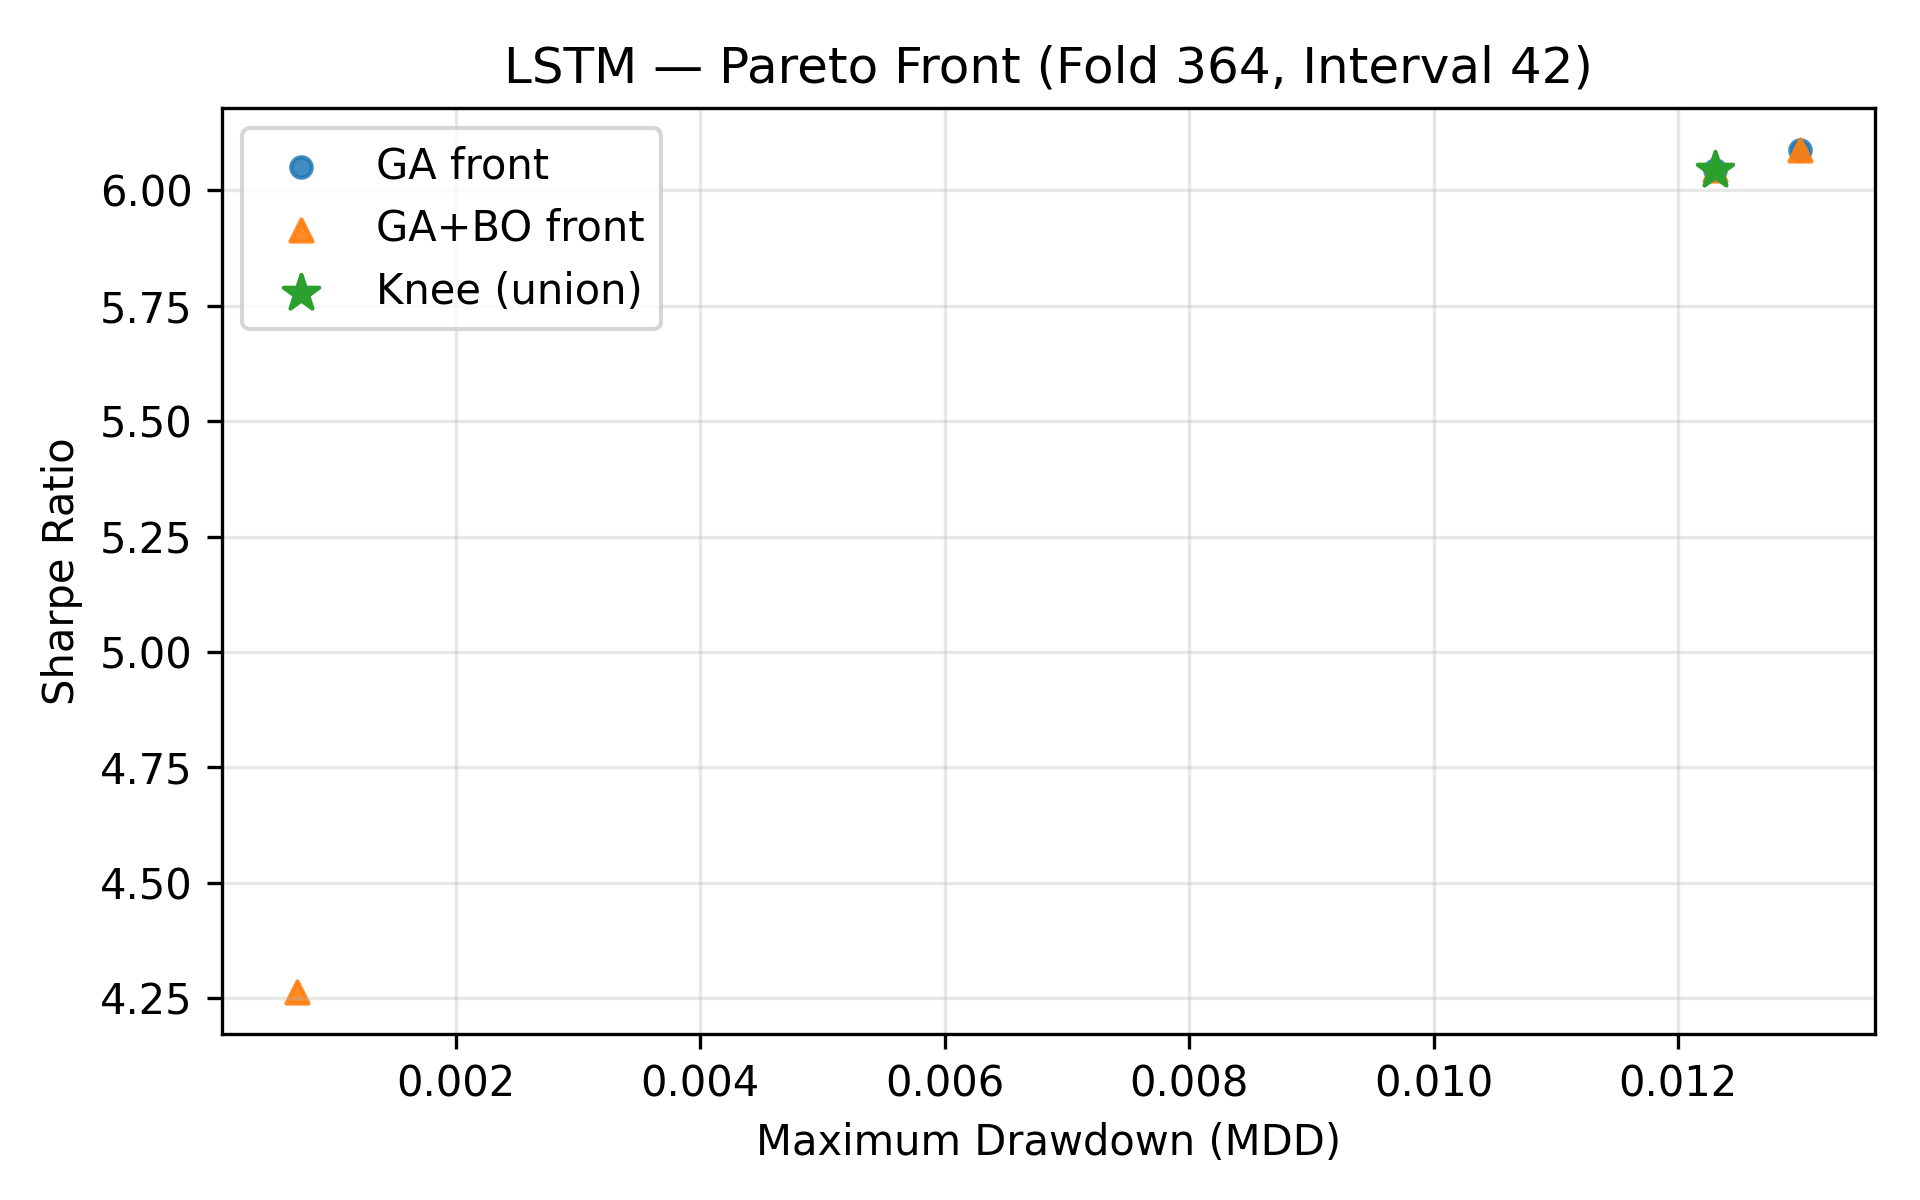 LSTM — Pareto Front (Fold 364, Interval 42)
GA front
GA+BO front
Knee (union)
6.00
5.75
5.50
5.25
5.00
4.75
4.50
4.25
Sharpe Ratio
0.002 0.004 0.006 0.008 0.010 0.012
Maximum Drawdown (MDD)